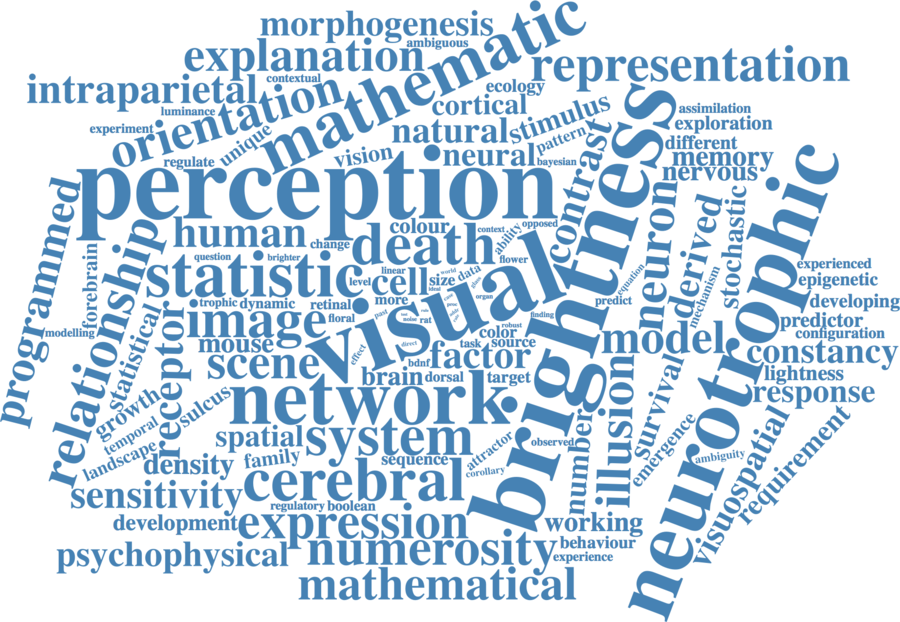 morphogenesis
ambiguous
explanation
mathematic
representation
intraparietal
contextual
orientation
ecology
cortical
luminance
experiment
regulate
unique
natural
stimulus
pattern
assimilation
exploration
different
memory
nervous
vision
neural
bayesian
contrast
perception
brightness
programmed
forebrain
relationship
human
change
colour
context
opposed
ability
death
flower
question
brighter
statistic
level
linear
cell
world
size
data
glass
organ
neuron
derived
stochastic
neurotrophic
experienced
epigenetic
developing
predictor
configuration
equation
mechanism
predict
trophic
dynamic
retinal
more
ideal
image
floral
past
noise
rat
visual
color
robust
finding
task
source
modelling
statistical
receptor
mouse
scene
effect
direct
bdnf
factor
model
constancy
lightness
response
brain
dorsal
target
growth
sulcus
network
illusion
survival
number
temporal
landscape
spatial
system
attractor
observed
corollary
emergence
ambiguity
visuospatial
requirement
density
family
sequence
sensitivity
cerebral
regulatory
boolean
development
expression
working
behaviour
experience
psychophysical
numerosity
mathematical